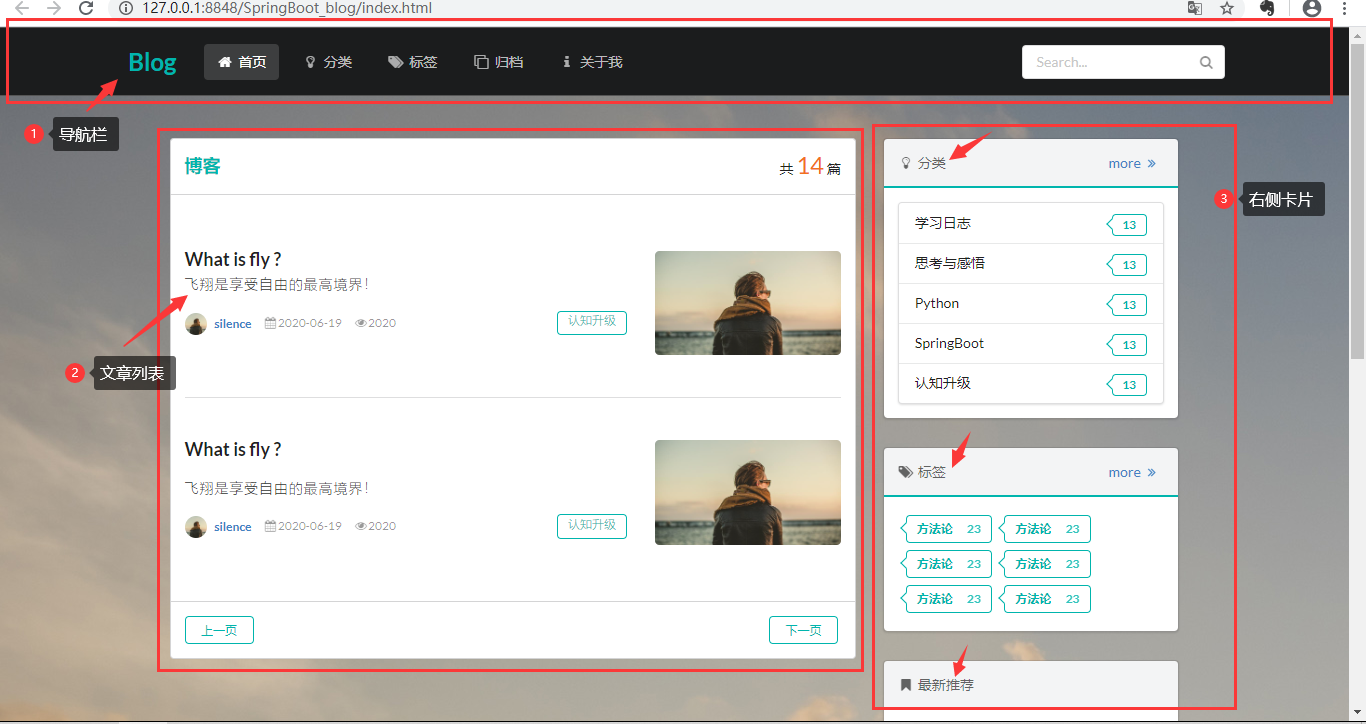 127.0.0.1:8848/SpringBoot_blog/index.html
Blog 首页 分类 标签 归档 关于我 Search...
1 导航栏
博客 共 14 篇
What is fly ?
飞翔是享受自由的最高境界!
silence 2020-06-19 2020 认知升级
2 文章列表
What is fly ?
飞翔是享受自由的最高境界!
silence 2020-06-19 2020 认知升级
上一页 下一页
分类 more »
3 右侧卡片
学习日志 13
思考与感悟 13
Python 13
SpringBoot 13
认知升级 13
标签 more »
方法论 23 方法论 23
方法论 23 方法论 23
方法论 23 方法论 23
最新推荐